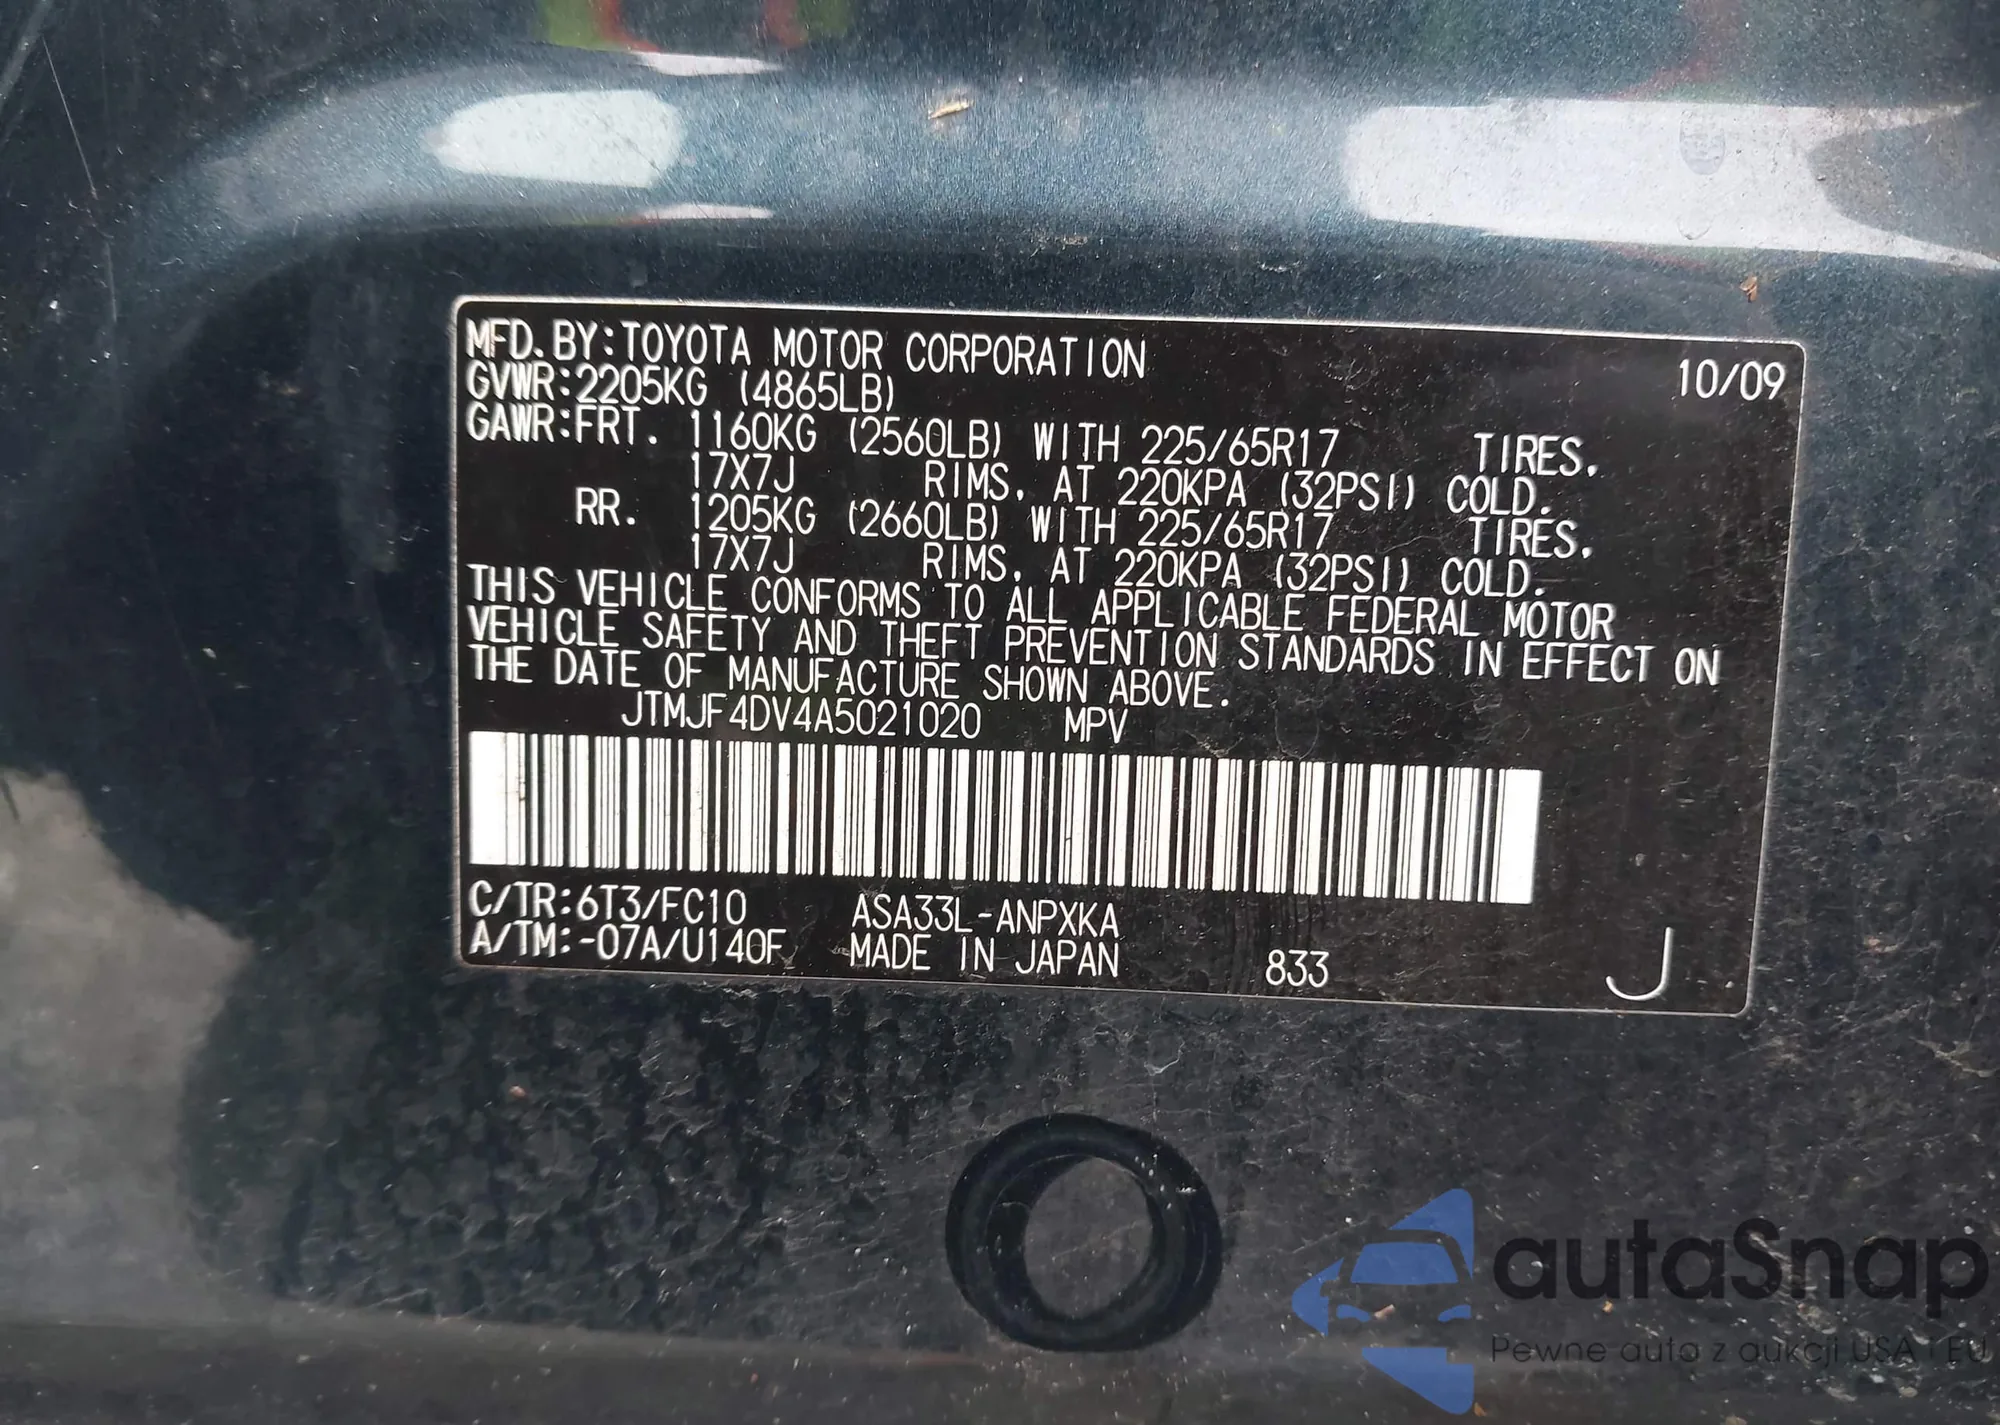 MFD.BY:TOYOTA MOTOR CORPORATION 10/09
GVWR:2205KG (4865LB)
GAWR:FRT. 1160KG (2560LB) WITH 225/65R17 TIRES.
17X7J RIMS, AT 220KPA (32PSI) COLD.
RR. 1205KG (2660LB) WITH 225/65R17 TIRES,
17X7J RIMS, AT 220KPA (32PSI) COLD.
THIS VEHICLE CONFORMS TO ALL APPLICABLE FEDERAL MOTOR
VEHICLE SAFETY AND THEFT PREVENTION STANDARDS IN EFFECT ON
THE DATE OF MANUFACTURE SHOWN ABOVE.
JTMJF4DV4A5021020 MPV
C/TR:6T3/FC10 ASA33L-ANPXKA
A/TM:-07A/U140F MADE IN JAPAN 833 J
autaSnap
Pewne auta z aukcji USA i EU